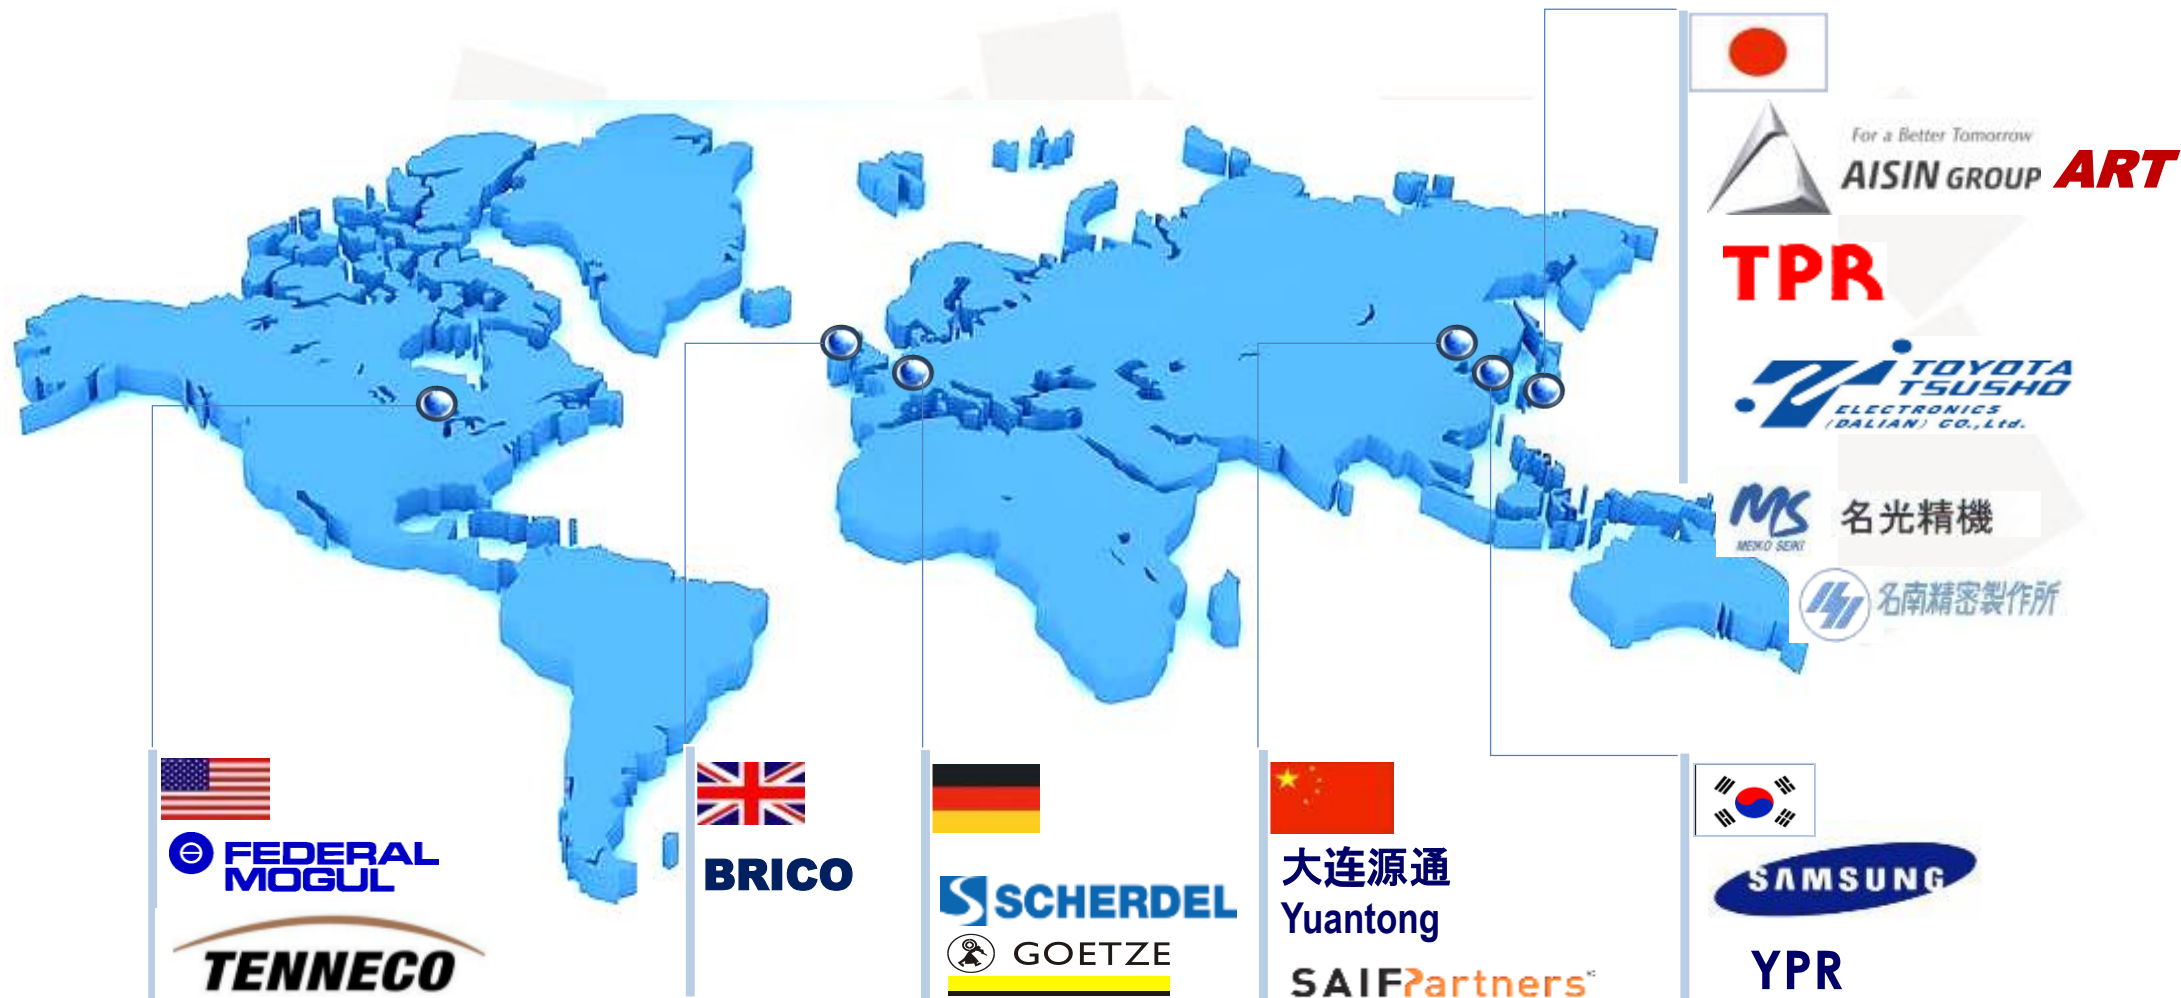 For a Better Tomorrow
AISIN GROUP ART
TPR
TOYOTA
TSUSHO
ELECTRONICS
(DALIAN) CO.,Ltd.
MS 名光精機
MEIKO SEIKI
名南精密製作所
FEDERAL
MOGUL
TENNECO
BRICO
SCHERDEL
GOETZE
大连源通
Yuantong
SAIF Partners
SAMSUNG
YPR